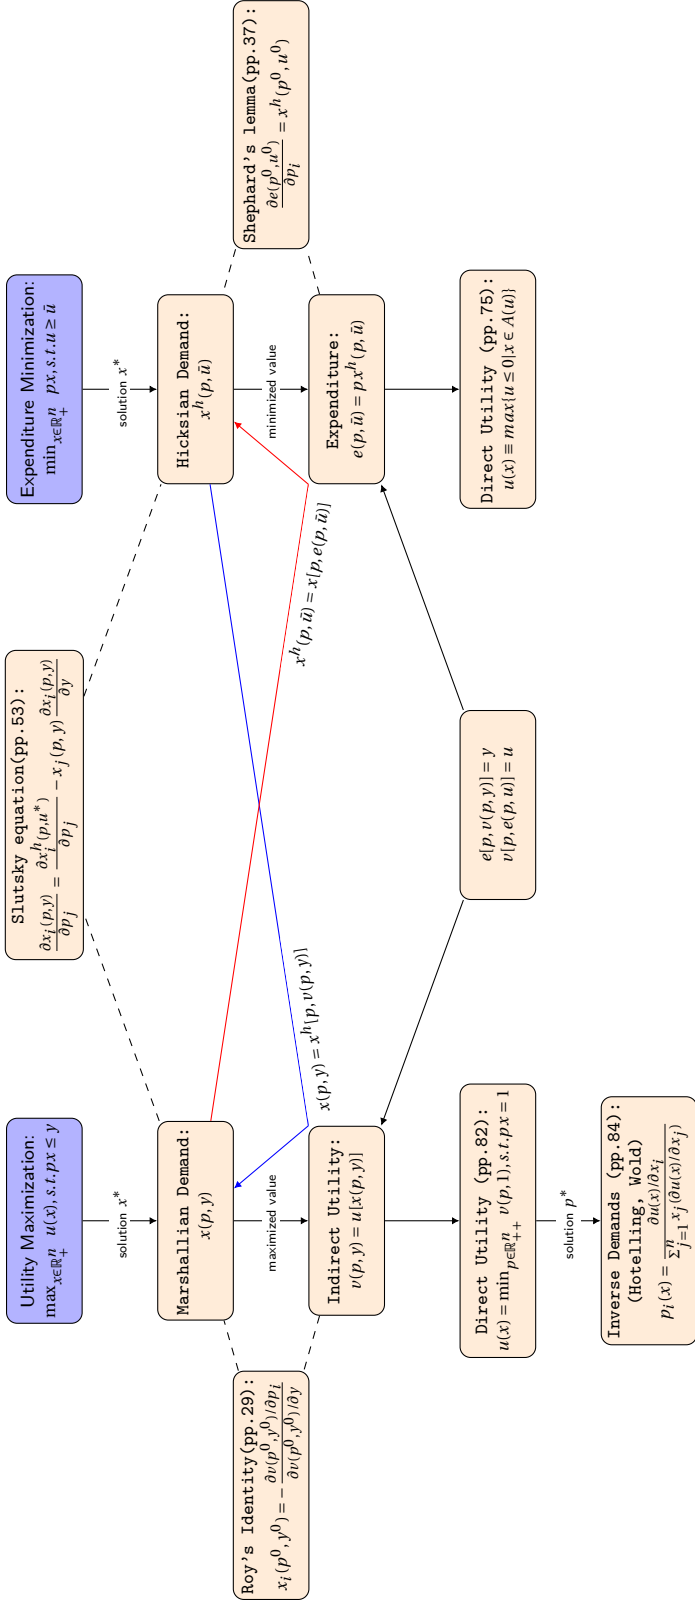 Utility Maximization:
max_{x∈ℝ^n_+} u(x), s.t. px ≤ y
Slutsky equation(pp.53):
∂x_i(p,y)/∂p_j = ∂x_i^h(p,u*)/∂p_j − x_j(p,y) ∂x_i(p,y)/∂y
Expenditure Minimization:
min_{x∈ℝ^n_+} px, s.t. u ≥ ū
solution x*
solution x*
Marshallian Demand:
x(p,y)
Hicksian Demand:
x^h(p,ū)
Roy's Identity(pp.29):
x_i(p^0,y^0) = − (∂v(p^0,y^0)/∂p_i)/(∂v(p^0,y^0)/∂y)
maximized value
minimized value
Shephard's lemma(pp.37):
∂e(p^0,u^0)/∂p_i = x^h(p^0,u^0)
x(p,y) = x^h[p,v(p,y)]
x^h(p,ū) = x[p,e(p,ū)]
Indirect Utility:
v(p,y) = u[x(p,y)]
Expenditure:
e(p,ū) = px^h(p,ū)
Direct Utility (pp.82):
u(x) = min_{p∈ℝ^n_{++}} v(p,1), s.t. px = 1
e[p,v(p,y)] = y
v[p,e(p,u)] = u
Direct Utility (pp.75):
u(x) ≡ max{u ≤ 0|x ∈ A(u)}
solution p*
Inverse Demands (pp.84):
(Hotelling, Wold)
p_i(x) = (∂u(x)/∂x_i)/(Σ^n_{j=1} x_j(∂u(x)/∂x_j))